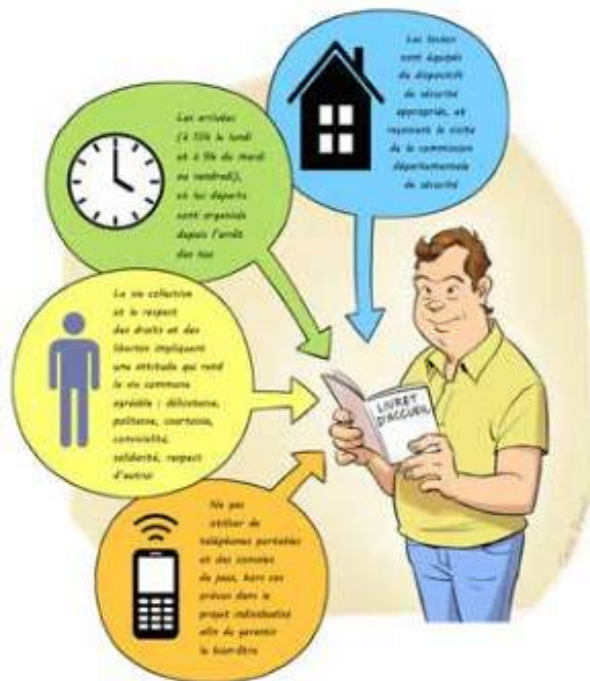 Les locaux
sont équipés
du dispositif
de sécurité
appropriés, et
reçoivent la visite
de la commission
départementale
de sécurité
Les arrivées
(à 10h le lundi
et à 9h du mardi
au vendredi),
et les départs
sont organisés
depuis l'arrêt
des bus
La vie collective
et le respect
des droits et des
libertés impliquent
une attitude qui rend
la vie commune
agréable : délicatesse,
politesse, courtoisie,
convivialité,
solidarité, respect
d'autrui
LIVRET
D'ACCUEIL
Ne pas
utiliser de
téléphones portables
et des consoles
de jeux, hors cas
prévus dans le
projet individualisé
afin de garantir
le bien-être